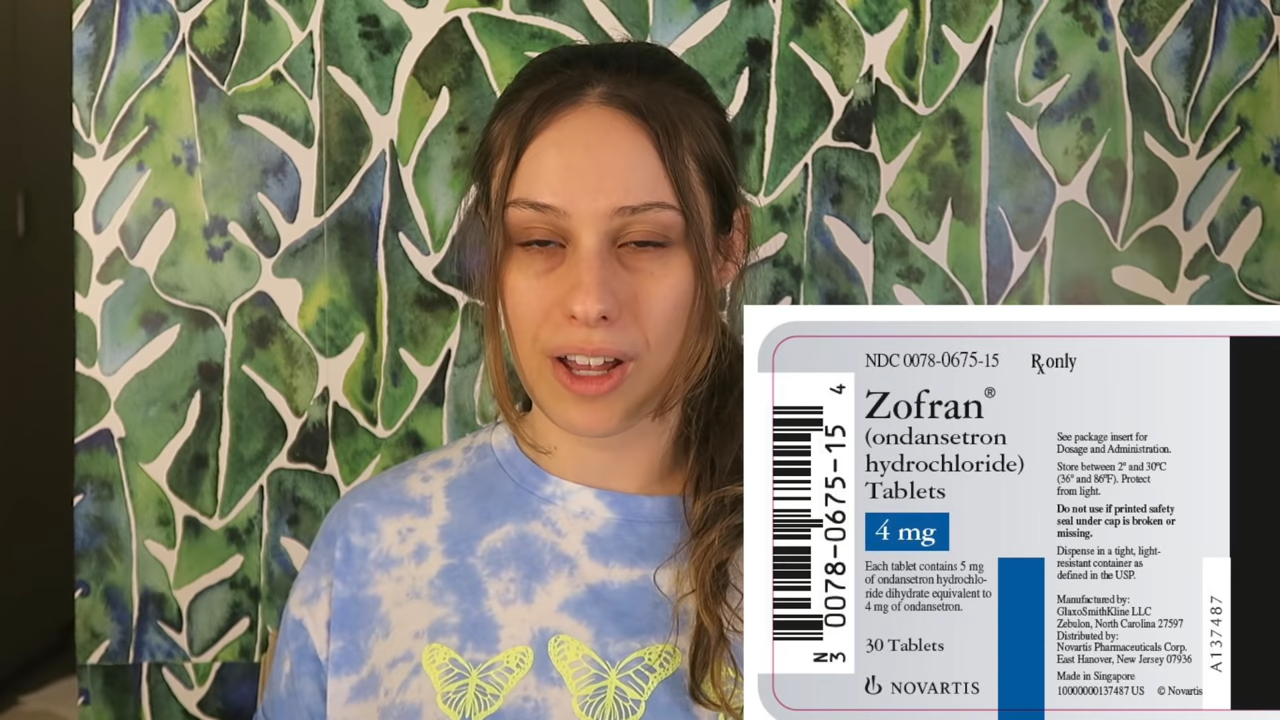 NDC 0078-0675-15
Rx only
Zofran®
(ondansetron
hydrochloride)
Tablets
4 mg
Each tablet contains 5 mg
of ondansetron hydrochlo-
ride dihydrate equivalent to
4 mg of ondansetron.
30 Tablets
NOVARTIS
See package insert for
Dosage and Administration.
Store between 2° and 30°C
(36° and 86°F). Protect
from light.
Do not use if printed safety
seal under cap is broken or
missing.
Dispense in a tight, light-
resistant container as
defined in the USP.
Manufactured by:
GlaxoSmithKline LLC
Zebulon, North Carolina 27597
Distributed by:
Novartis Pharmaceuticals Corp.
East Hanover, New Jersey 07936
Made in Singapore
10000000137487 US © Novartis
N
3 0078-0675-15 4
A137487